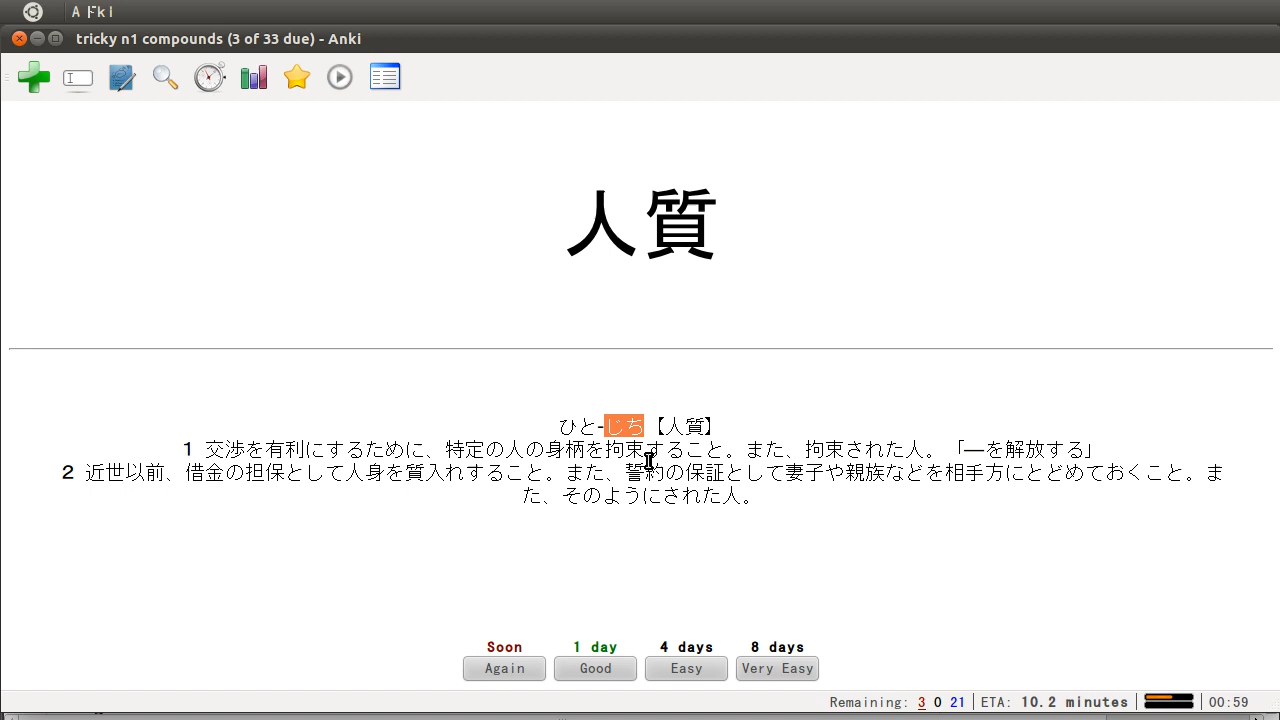 tricky n1 compounds (3 of 33 due) - Anki
人質
ひと-じち【人質】
1 交渉を有利にするために、特定の人の身柄を拘束すること。また、拘束された人。「―を解放する」
2 近世以前、借金の担保として人身を質入れすること。また、誓約の保証として妻子や親族などを相手方にとどめておくこと。ま
た、そのようにされた人。
Soon 1 day 4 days 8 days
Again Good Easy Very Easy
Remaining: 3 0 21 ETA: 10.2 minutes 00:59